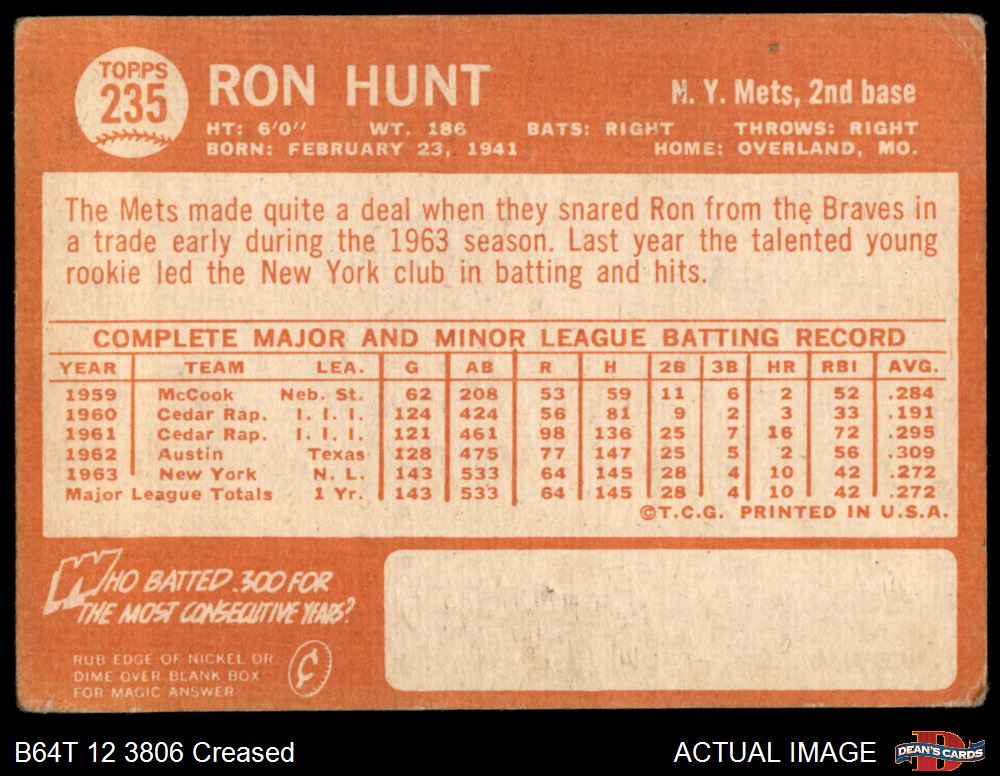 TOPPS
235
RON HUNT
N. Y. Mets, 2nd base
HT: 6'0" WT. 186 BATS: RIGHT THROWS: RIGHT
BORN: FEBRUARY 23, 1941 HOME: OVERLAND, MO.
The Mets made quite a deal when they snared Ron from the Braves in
a trade early during the 1963 season. Last year the talented young
rookie led the New York club in batting and hits.
COMPLETE MAJOR AND MINOR LEAGUE BATTING RECORD
YEAR TEAM LEA. G AB R H 2B 3B HR RBI AVG.
1959 McCook Neb. St. 62 208 53 59 11 6 2 52 .284
1960 Cedar Rap. I. I. I. 124 424 56 81 9 2 3 33 .191
1961 Cedar Rap. I. I. I. 121 461 98 136 25 7 16 72 .295
1962 Austin Texas 128 475 77 147 25 5 2 56 .309
1963 New York N. L. 143 533 64 145 28 4 10 42 .272
Major League Totals 1 Yr. 143 533 64 145 28 4 10 42 .272
©T.C.G. PRINTED IN U.S.A.
WHO BATTED .300 FOR
THE MOST CONSECUTIVE YEARS?
RUB EDGE OF NICKEL OR
DIME OVER BLANK BOX
FOR MAGIC ANSWER
¢
B64T 12 3806 Creased
ACTUAL IMAGE
D
DEAN'S CARDS